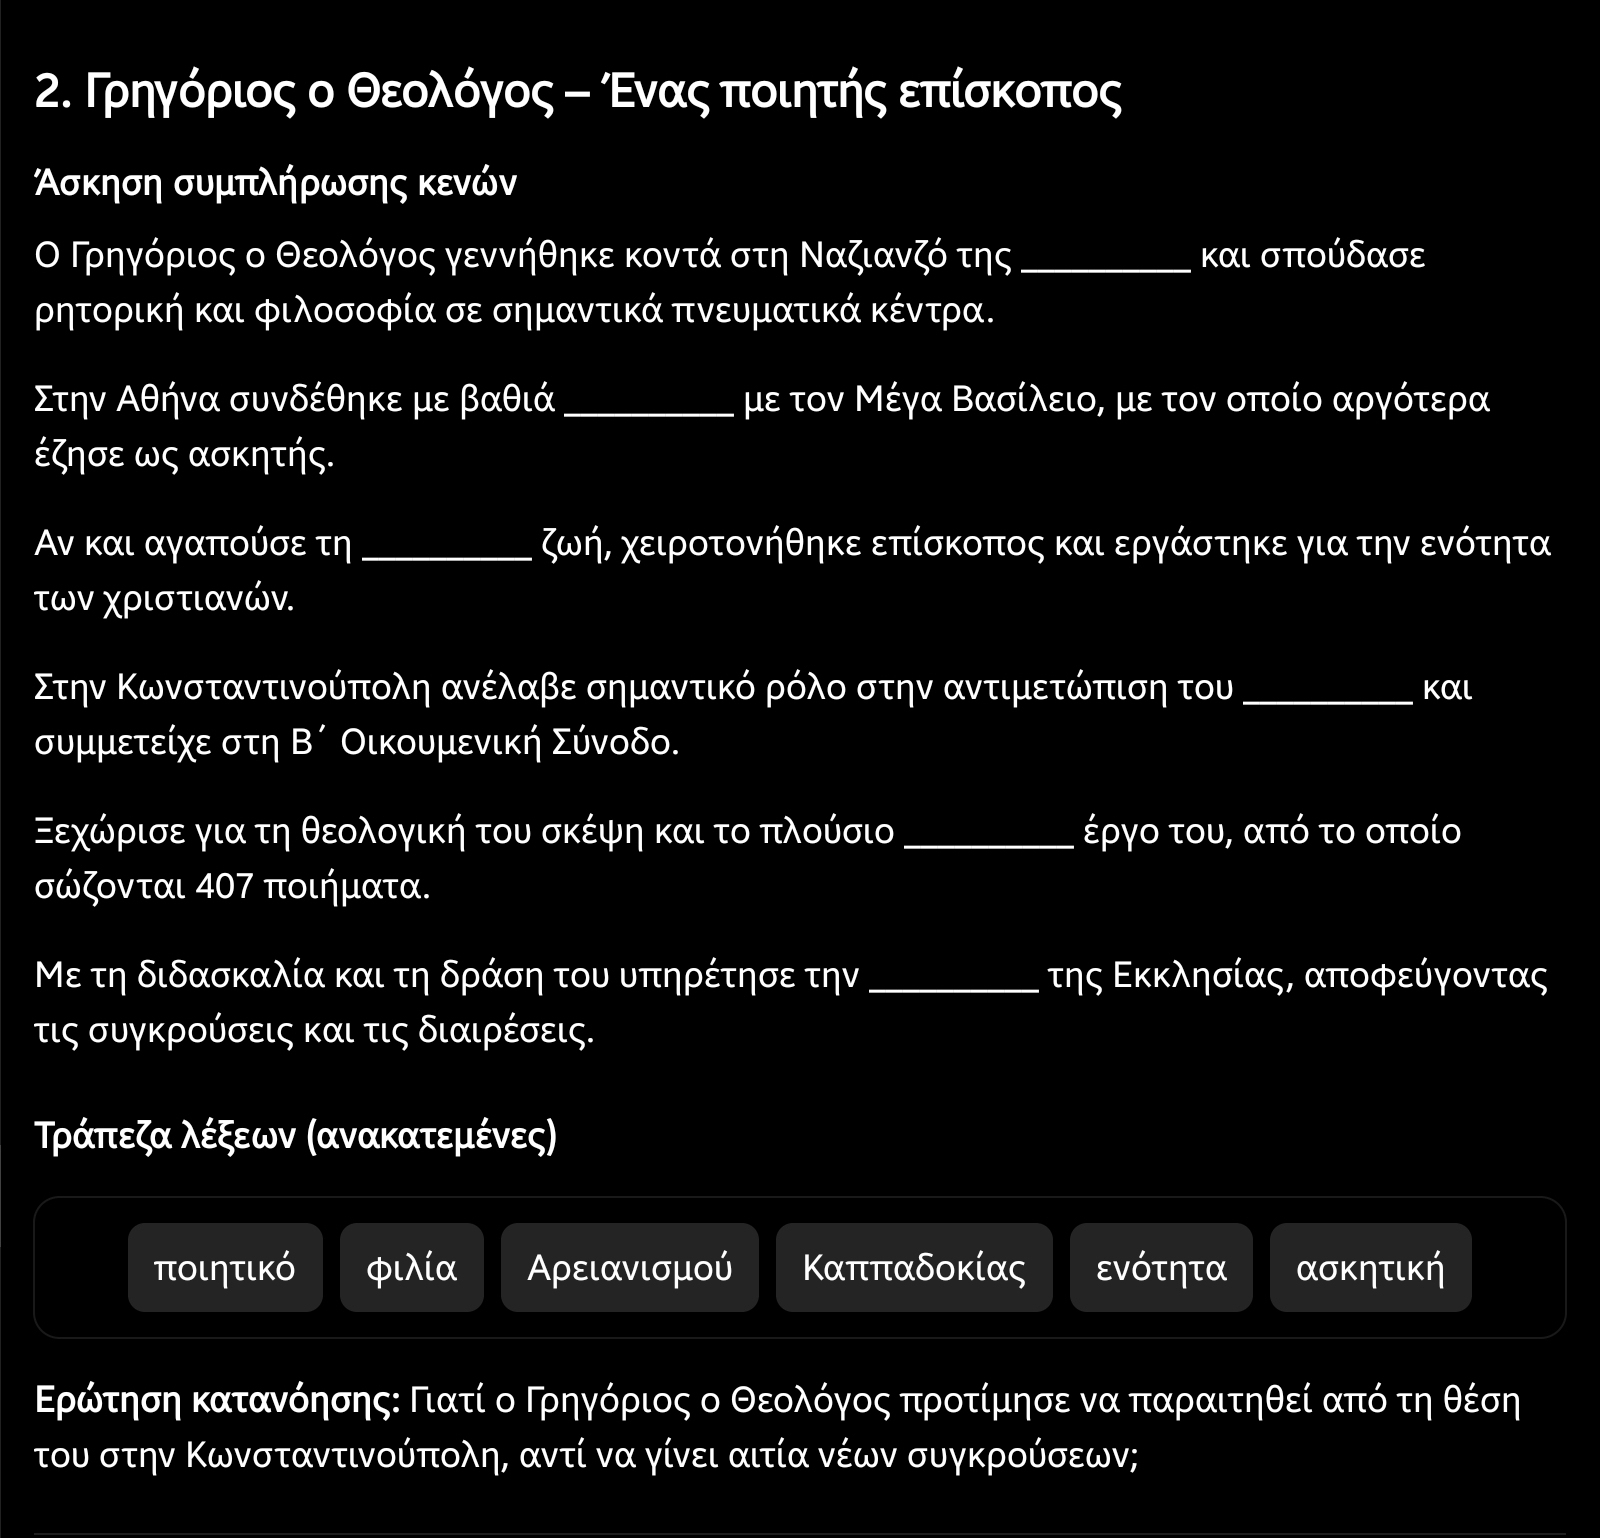 2. Γρηγόριος ο Θεολόγος – Ένας ποιητής επίσκοπος
Άσκηση συμπλήρωσης κενών
Ο Γρηγόριος ο Θεολόγος γεννήθηκε κοντά στη Ναζιανζό της __________ και σπούδασε
ρητορική και φιλοσοφία σε σημαντικά πνευματικά κέντρα.
Στην Αθήνα συνδέθηκε με βαθιά __________ με τον Μέγα Βασίλειο, με τον οποίο αργότερα
έζησε ως ασκητής.
Αν και αγαπούσε τη __________ ζωή, χειροτονήθηκε επίσκοπος και εργάστηκε για την ενότητα
των χριστιανών.
Στην Κωνσταντινούπολη ανέλαβε σημαντικό ρόλο στην αντιμετώπιση του __________ και
συμμετείχε στη Β΄ Οικουμενική Σύνοδο.
Ξεχώρισε για τη θεολογική του σκέψη και το πλούσιο __________ έργο του, από το οποίο
σώζονται 407 ποιήματα.
Με τη διδασκαλία και τη δράση του υπηρέτησε την __________ της Εκκλησίας, αποφεύγοντας
τις συγκρούσεις και τις διαιρέσεις.
Τράπεζα λέξεων (ανακατεμένες)
ποιητικό φιλία Αρειανισμού Καππαδοκίας ενότητα ασκητική
Ερώτηση κατανόησης: Γιατί ο Γρηγόριος ο Θεολόγος προτίμησε να παραιτηθεί από τη θέση
του στην Κωνσταντινούπολη, αντί να γίνει αιτία νέων συγκρούσεων;